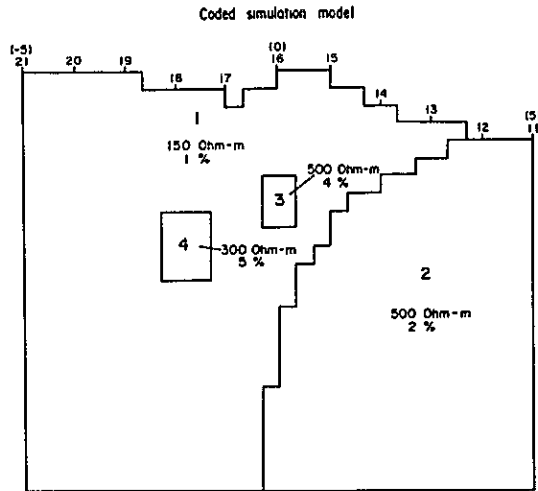 Coded simulation model
(-5) (0)
21 20 19 18 17 16 15 14 13 12 11
(5
1
150 Ohm-m
1 %
500 Ohm-m
4 %
3
4
300 Ohm-m
5 %
2
500 Ohm-m
2 %